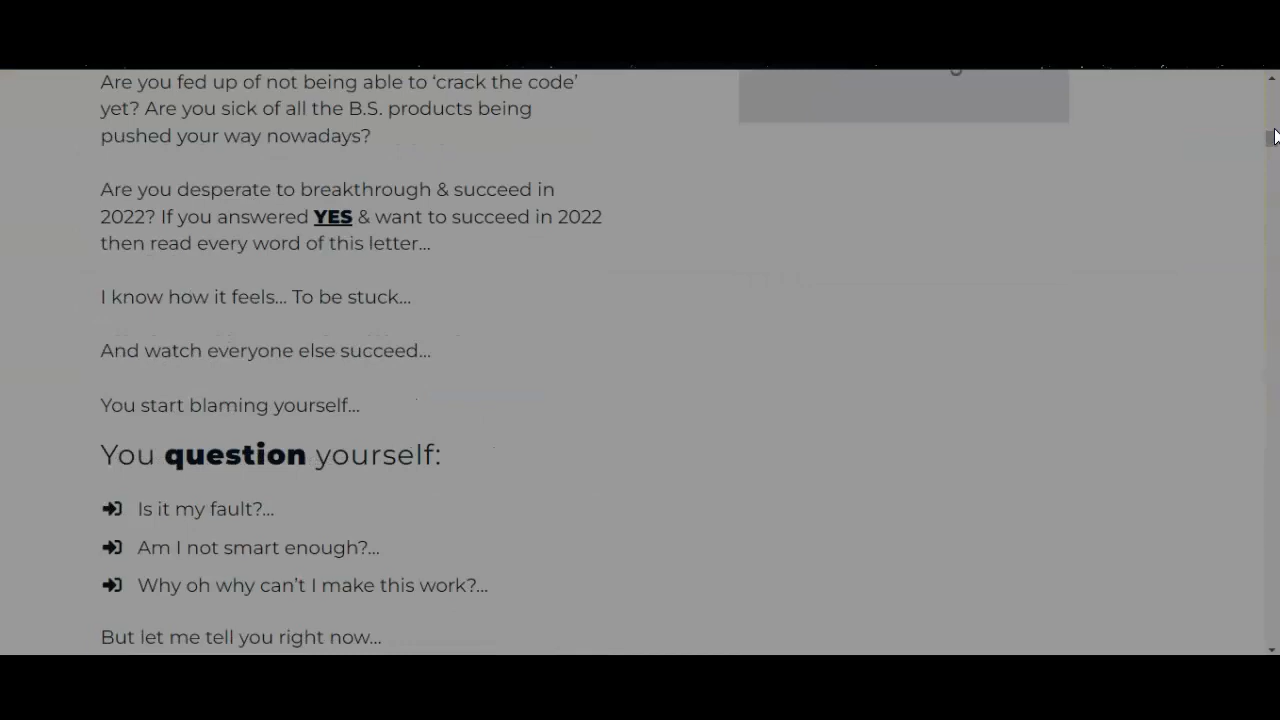 Are you fed up of not being able to ‘crack the code’
yet? Are you sick of all the B.S. products being
pushed your way nowadays?
Are you desperate to breakthrough & succeed in
2022? If you answered YES & want to succeed in 2022
then read every word of this letter...
I know how it feels... To be stuck...
And watch everyone else succeed...
You start blaming yourself...
You question yourself:
Is it my fault?...
Am I not smart enough?...
Why oh why can’t I make this work?...
But let me tell you right now...